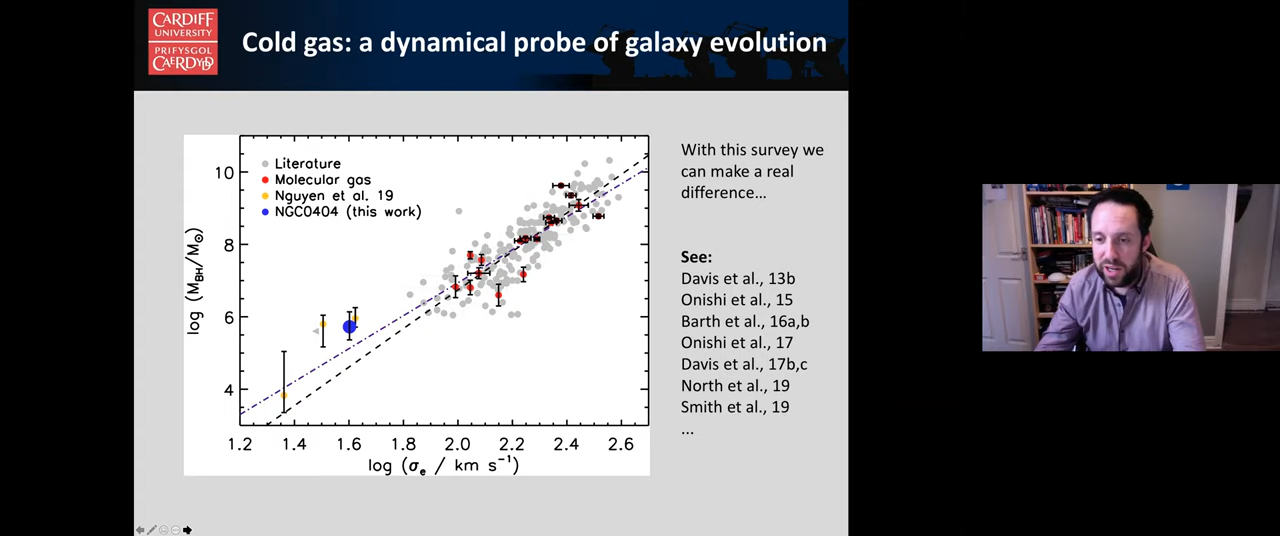 CARDIFF
UNIVERSITY
PRIFYSGOL
CAERDYDD
Cold gas: a dynamical probe of galaxy evolution
Literature
Molecular gas
Nguyen et al. 19
NGC0404 (this work)
log (M_BH/M_⊙)
10
8
6
4
1.2 1.4 1.6 1.8 2.0 2.2 2.4 2.6
log (σ_e / km s⁻¹)
With this survey we
can make a real
difference…
See:
Davis et al., 13b
Onishi et al., 15
Barth et al., 16a,b
Onishi et al., 17
Davis et al., 17b,c
North et al., 19
Smith et al., 19
...